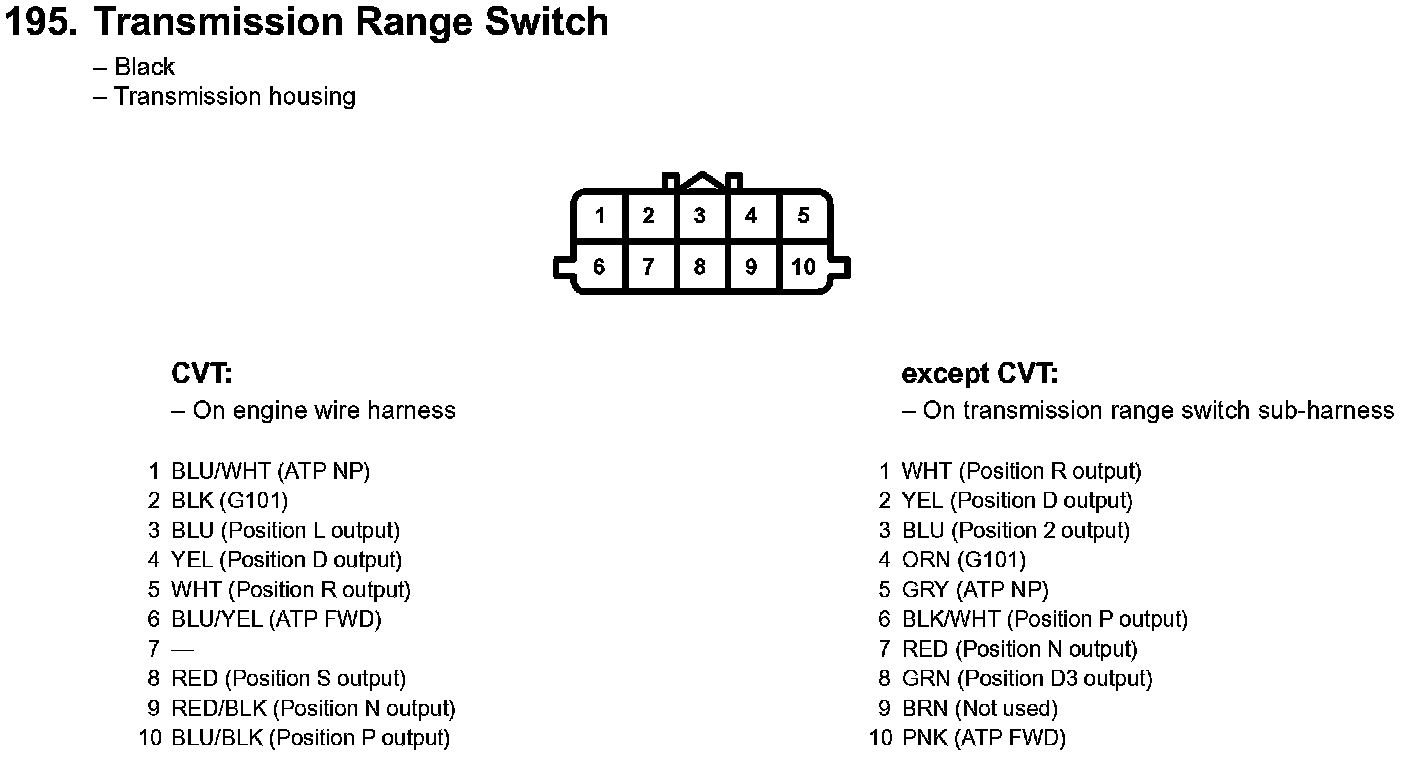 195. Transmission Range Switch
– Black
– Transmission housing
1 2 3 4 5
6 7 8 9 10
CVT:
– On engine wire harness
1 BLU/WHT (ATP NP)
2 BLK (G101)
3 BLU (Position L output)
4 YEL (Position D output)
5 WHT (Position R output)
6 BLU/YEL (ATP FWD)
7 —
8 RED (Position S output)
9 RED/BLK (Position N output)
10 BLU/BLK (Position P output)
except CVT:
– On transmission range switch sub-harness
1 WHT (Position R output)
2 YEL (Position D output)
3 BLU (Position 2 output)
4 ORN (G101)
5 GRY (ATP NP)
6 BLK/WHT (Position P output)
7 RED (Position N output)
8 GRN (Position D3 output)
9 BRN (Not used)
10 PNK (ATP FWD)